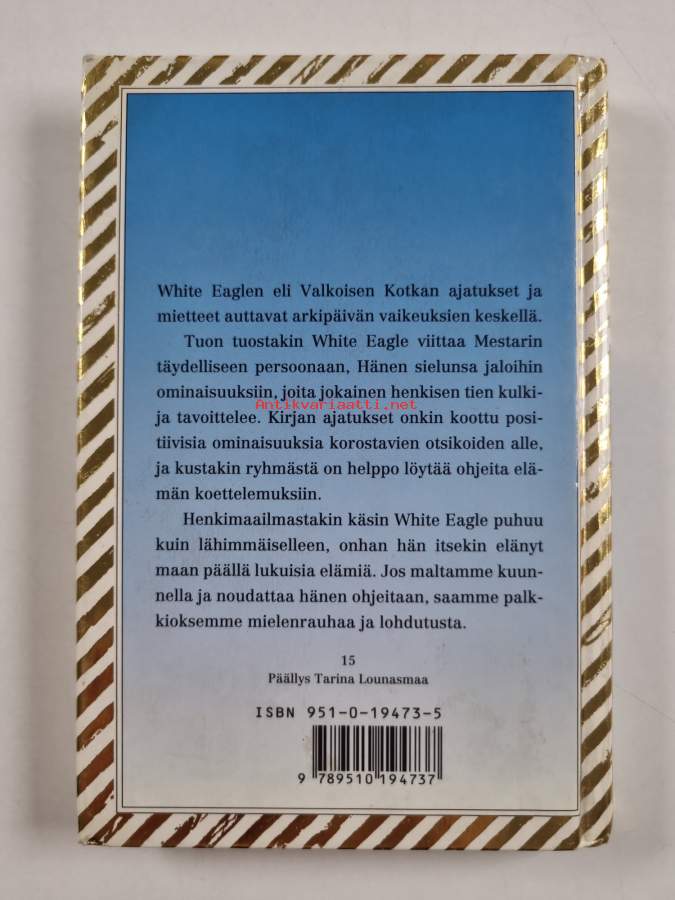 White Eaglen eli Valkoisen Kotkan ajatukset ja
mietteet auttavat arkipäivän vaikeuksien keskellä.
Tuon tuostakin White Eagle viittaa Mestarin
täydelliseen persoonaan, Hänen sielunsa jaloihin
ominaisuuksiin, joita jokainen henkisen tien kulki-
Antikvariaatti.net
ja tavoittelee. Kirjan ajatukset onkin koottu posi-
tiivisia ominaisuuksia korostavien otsikoiden alle,
ja kustakin ryhmästä on helppo löytää ohjeita elä-
män koettelemuksiin.
Henkimaailmastakin käsin White Eagle puhuu
kuin lähimmäiselleen, onhan hän itsekin elänyt
maan päällä lukuisia elämiä. Jos maltamme kuun-
nella ja noudattaa hänen ohjeitaan, saamme palk-
kioksemme mielenrauhaa ja lohdutusta.
15
Päällys Tarina Lounasmaa
ISBN 951-0-19473-5
9 789510 194737